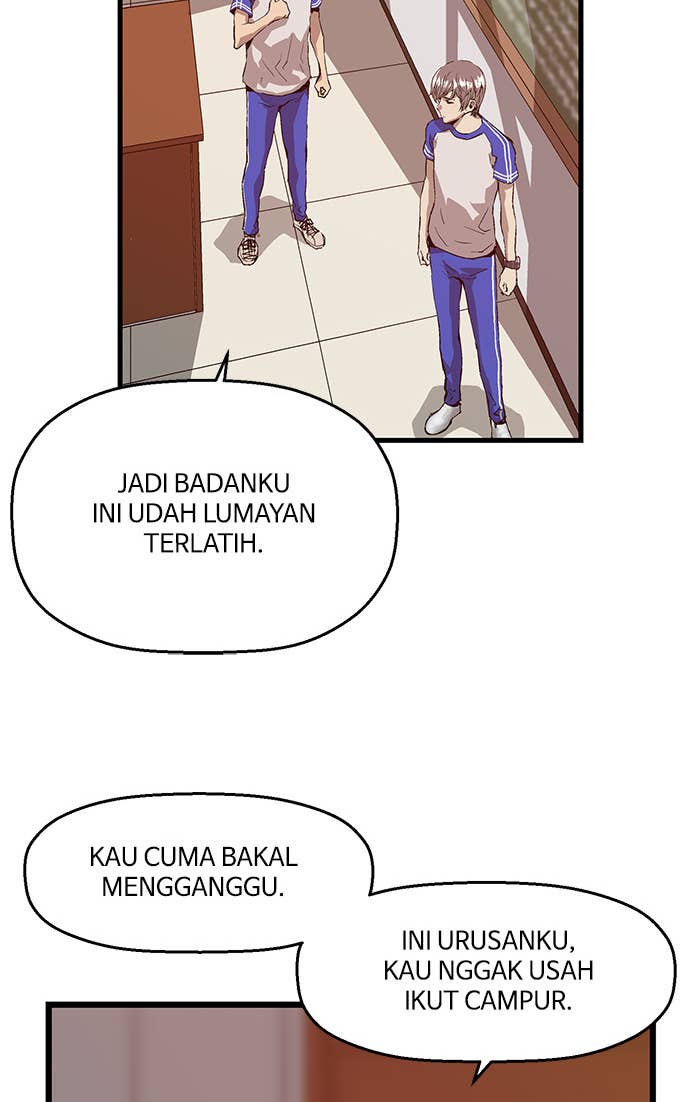 JADI BADANKU
INI UDAH LUMAYAN
TERLATIH.
KAU CUMA BAKAL
MENGGANGGU.
INI URUSANKU,
KAU NGGAK USAH
IKUT CAMPUR.